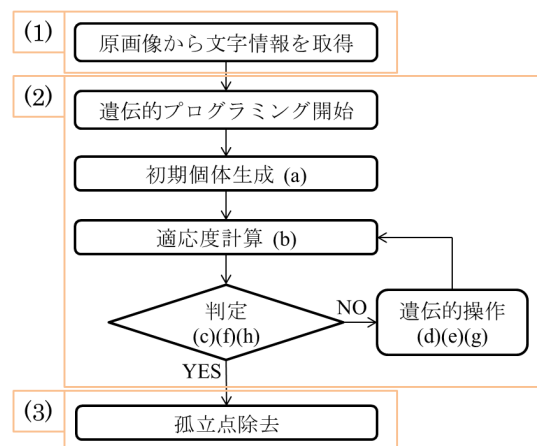 (1)
原画像から文字情報を取得
(2)
遺伝的プログラミング開始
初期個体生成 (a)
適応度計算 (b)
判定
(c)(f)(h)
NO
遺伝的操作
(d)(e)(g)
YES
(3)
孤立点除去